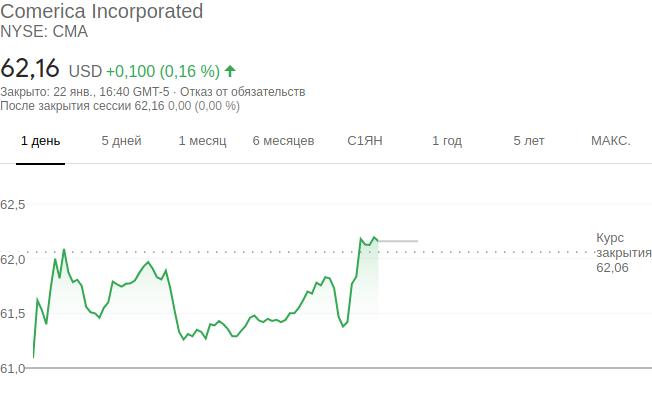 Comerica Incorporated
NYSE: CMA
62,16 USD +0,100 (0,16 %)
Закрыто: 22 янв., 16:40 GMT-5 · Отказ от обязательств
После закрытия сессии 62,16 0,00 (0,00 %)
1 день 5 дней 1 месяц 6 месяцев С1ЯН 1 год 5 лет МАКС.
62,5
62,0
61,5
61,0
Курс
закрытия
62,06